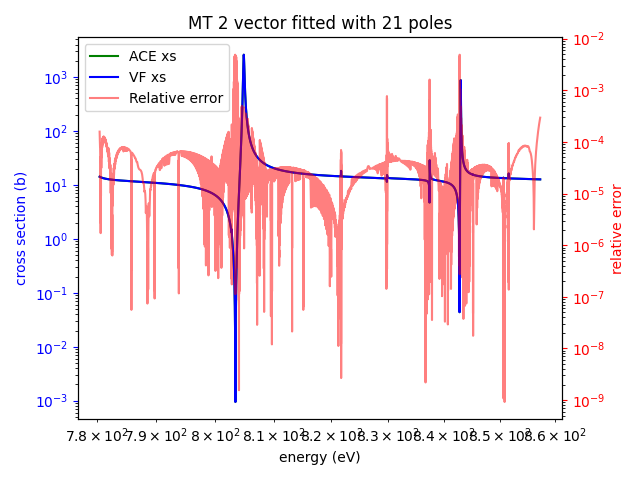 MT 2 vector fitted with 21 poles
ACE xs
VF xs
Relative error
cross section (b)
10³
10²
10¹
10⁰
10⁻¹
10⁻²
10⁻³
10⁻²
10⁻³
10⁻⁴
10⁻⁵
10⁻⁶
10⁻⁷
10⁻⁸
10⁻⁹
relative error
7.8 × 10² 7.9 × 10² 8 × 10² 8.1 × 10² 8.2 × 10² 8.3 × 10² 8.4 × 10² 8.5 × 10² 8.6 × 10²
energy (eV)